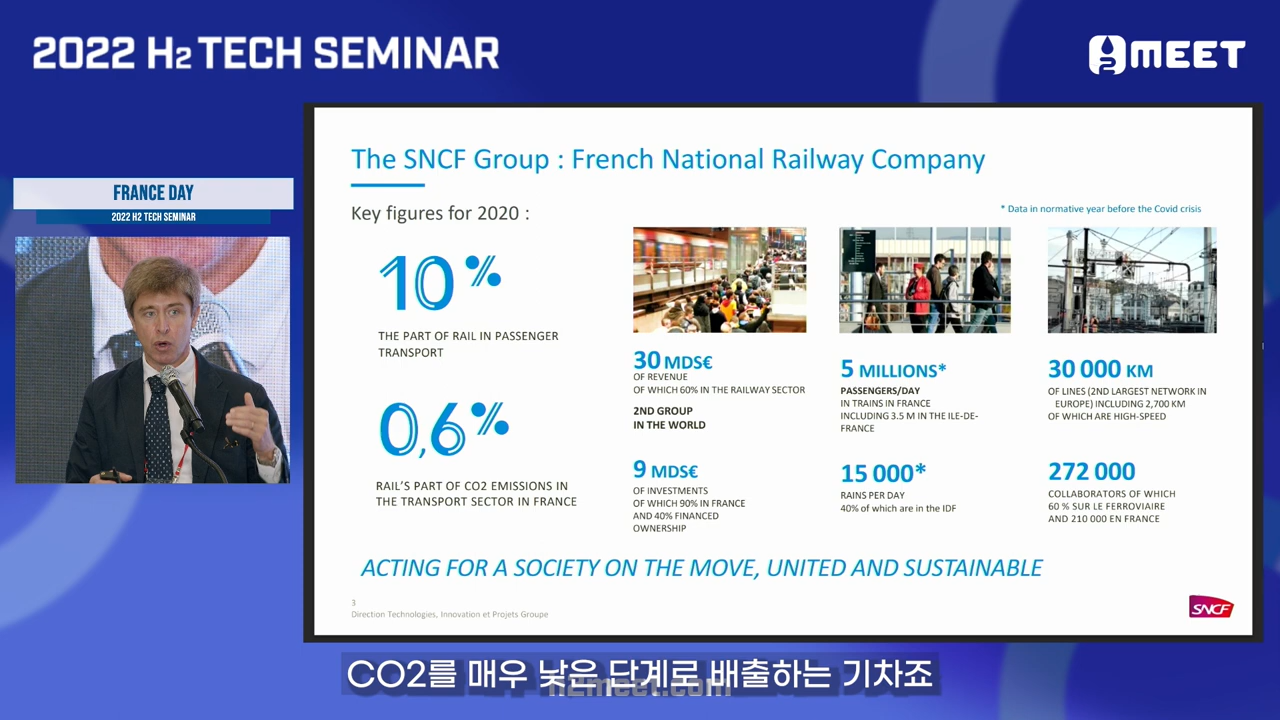 2022 H2 TECH SEMINAR
H2 MEET
FRANCE DAY
2022 H2 TECH SEMINAR
The SNCF Group : French National Railway Company
Key figures for 2020 :
* Data in normative year before the Covid crisis
10%
THE PART OF RAIL IN PASSENGER
TRANSPORT
0,6%
RAIL'S PART OF CO2 EMISSIONS IN
THE TRANSPORT SECTOR IN FRANCE
30 MDS€
OF REVENUE
OF WHICH 60% IN THE RAILWAY SECTOR
2ND GROUP
IN THE WORLD
9 MDS€
OF INVESTMENTS
OF WHICH 90% IN FRANCE
AND 40% FINANCED
OWNERSHIP
5 MILLIONS*
PASSENGERS/DAY
IN TRAINS IN FRANCE
INCLUDING 3.5 M IN THE ILE-DE-
FRANCE
15 000*
RAINS PER DAY
40% of which are in the IDF
30 000 KM
OF LINES (2ND LARGEST NETWORK IN
EUROPE) INCLUDING 2,700 KM
OF WHICH ARE HIGH-SPEED
272 000
COLLABORATORS OF WHICH
60 % SUR LE FERROVIAIRE
AND 210 000 EN FRANCE
ACTING FOR A SOCIETY ON THE MOVE, UNITED AND SUSTAINABLE
3
Direction Technologies, Innovation et Projets Groupe
SNCF
CO2를 매우 낮은 단계로 배출하는 기차죠
h2meet.com